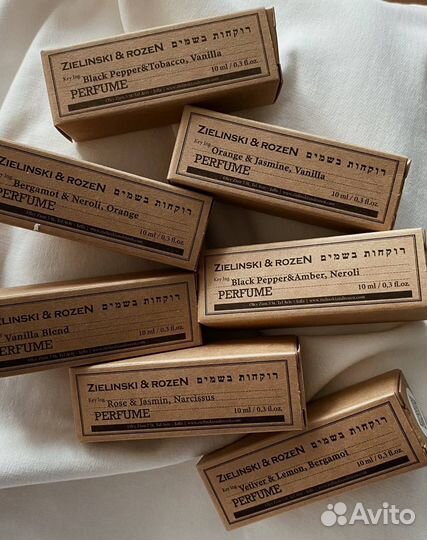 ZIELINSKI & ROZEN רוקחות בשמים
Key Ing. Black Pepper&Tobacco, Vanilla
PERFUME 10 ml / 0.3 fl.oz.
ZIELINSKI & ROZEN רוקחות בשמים
Key Ing. Orange & Jasmine, Vanilla
PERFUME 10 ml / 0.3 fl.oz.
ZIELINSKI & ROZEN רוקחות בשמים
Bergamot & Neroli, Orange
PERFUME 10 ml / 0.3 fl.oz.
ZIELINSKI & ROZEN רוקחות בשמים
Key Ing. Black Pepper&Amber, Neroli
PERFUME 10 ml / 0.3 fl.oz.
ZIELINSKI & ROZEN רוקחות בשמים
Vanilla Blend
PERFUME 10 ml / 0.3 fl.oz.
ZIELINSKI & ROZEN רוקחות בשמים
Key Ing. Rose & Jasmin, Narcissus
PERFUME 10 ml / 0.3 fl.oz.
ZIELINSKI & ROZEN רוקחות בשמים
Key Ing. Vetiver & Lemon, Bergamot
PERFUME 10 ml / 0.3 fl.oz.
Avito